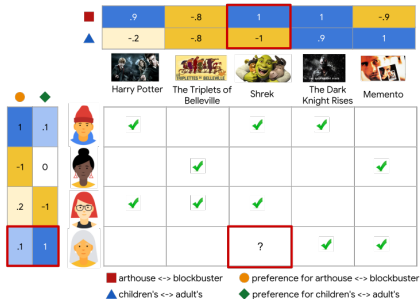 .9 -.8 1 1 -.9
-.2 -.8 -1 .9 1
Harry Potter
The Triplets of
Belleville
Shrek
The Dark
Knight Rises
Memento
1 .1
-1 0
.2 -1
.1 1
?
arthouse <-> blockbuster
preference for arthouse <-> blockbuster
children's <-> adult's
preference for children's <-> adult's